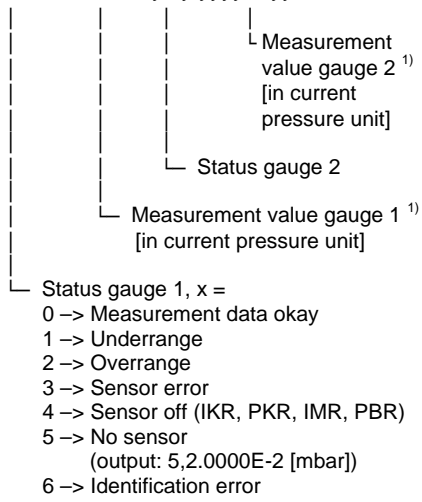 Measurement
value gauge 2 1)
[in current
pressure unit]
Status gauge 2
Measurement value gauge 1 1)
[in current pressure unit]
Status gauge 1, x =
0 –> Measurement data okay
1 –> Underrange
2 –> Overrange
3 –> Sensor error
4 –> Sensor off (IKR, PKR, IMR, PBR)
5 –> No sensor
(output: 5,2.0000E-2 [mbar])
6 –> Identification error